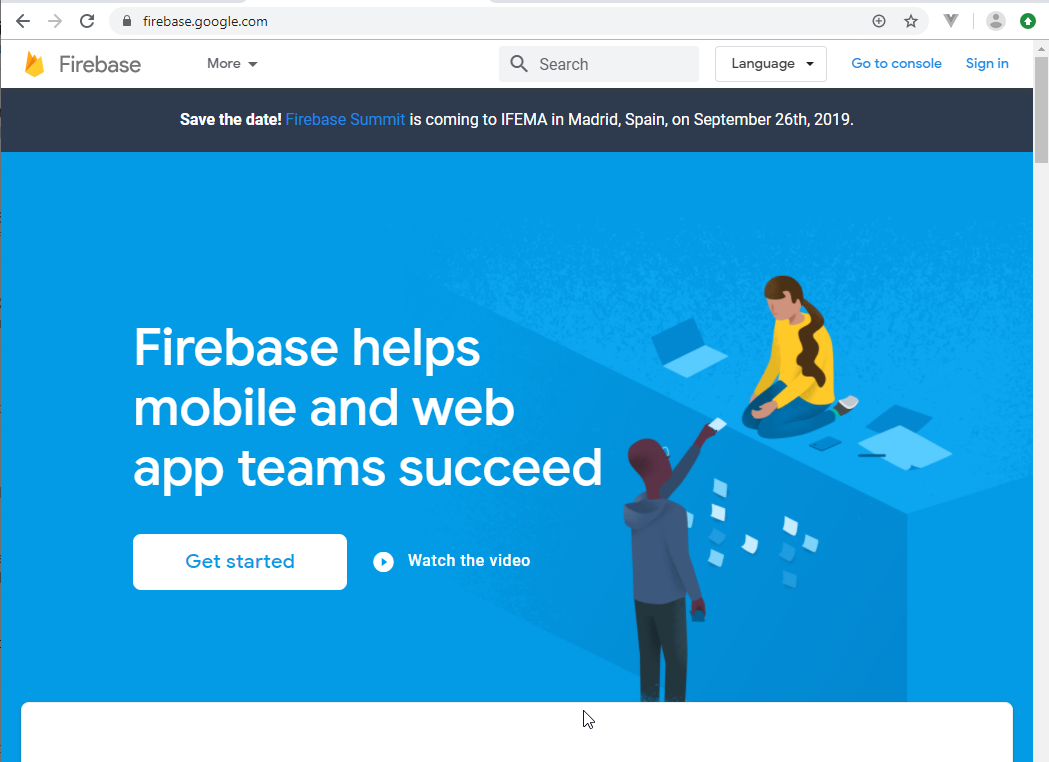 firebase.google.com
Firebase More Search Language Go to console Sign in
Save the date! Firebase Summit is coming to IFEMA in Madrid, Spain, on September 26th, 2019.
Firebase helps
mobile and web
app teams succeed
Get started Watch the video